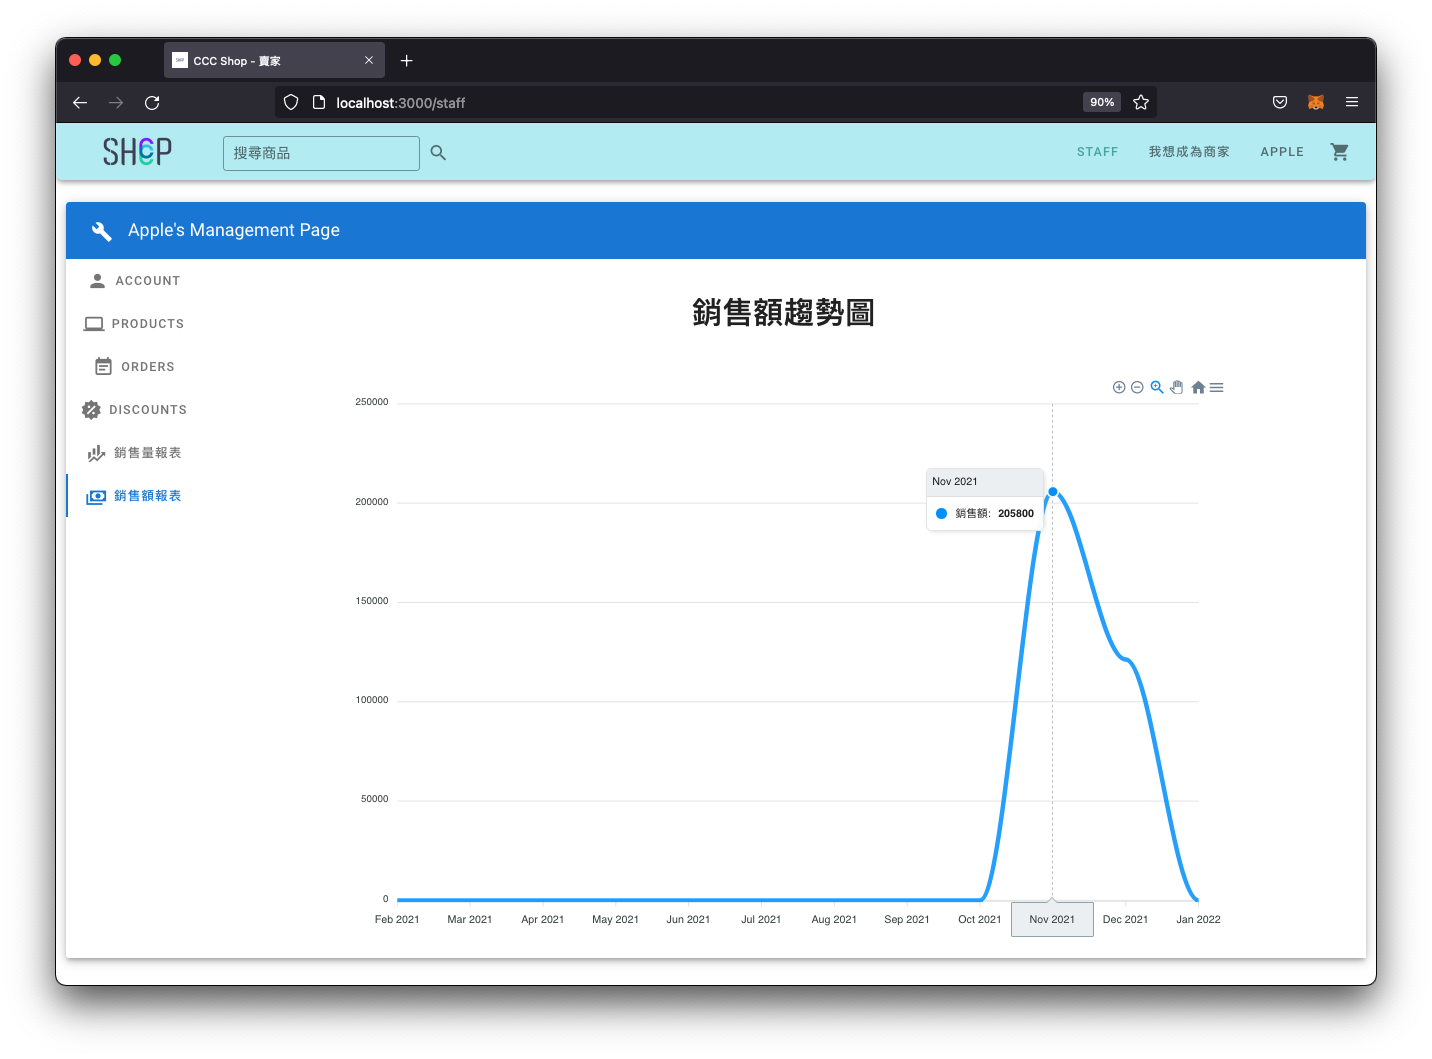 CCC Shop - 賣家
localhost:3000/staff
90%
SHCP
搜尋商品
STAFF
我想成為商家
APPLE
Apple's Management Page
ACCOUNT
PRODUCTS
ORDERS
DISCOUNTS
銷售量報表
銷售額報表
銷售額趨勢圖
250000
200000
150000
100000
50000
0
Nov 2021
銷售額: 205800
Feb 2021
Mar 2021
Apr 2021
May 2021
Jun 2021
Jul 2021
Aug 2021
Sep 2021
Oct 2021
Nov 2021
Dec 2021
Jan 2022